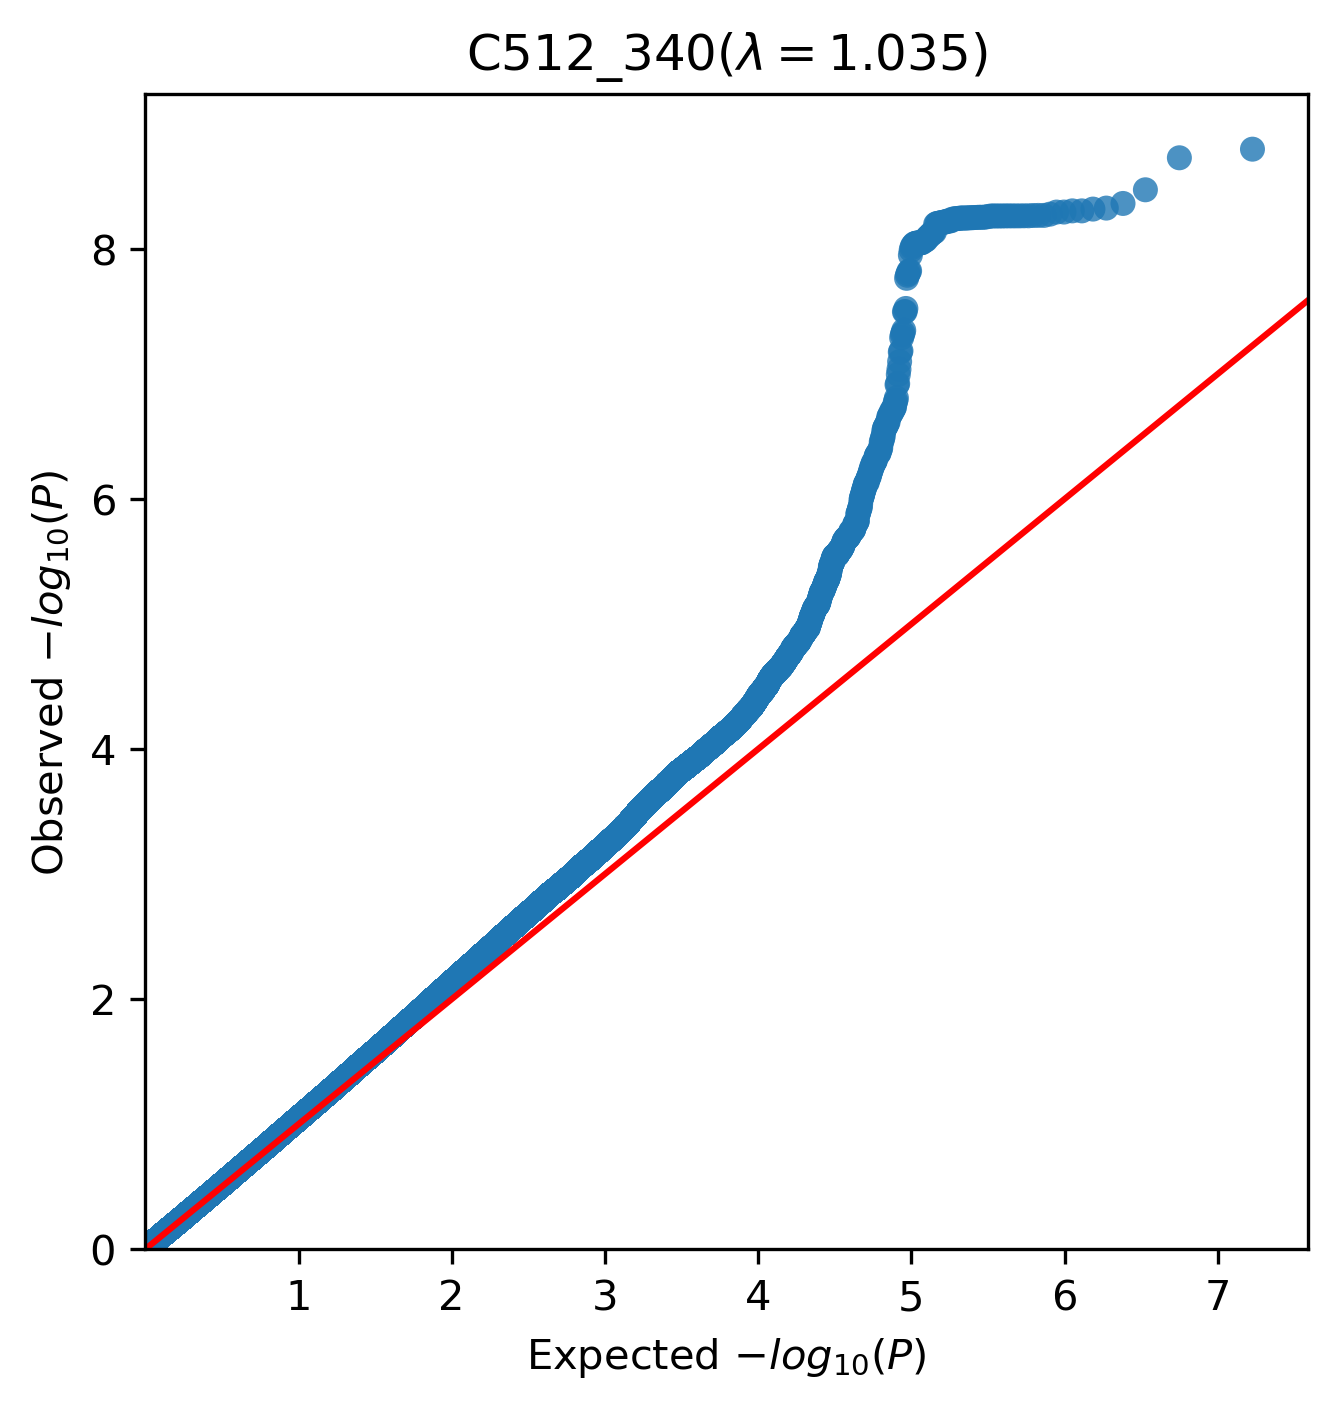 C512_340(λ = 1.035)
Observed −log₁₀(P)
8
6
4
2
0
1 2 3 4 5 6 7
Expected −log₁₀(P)